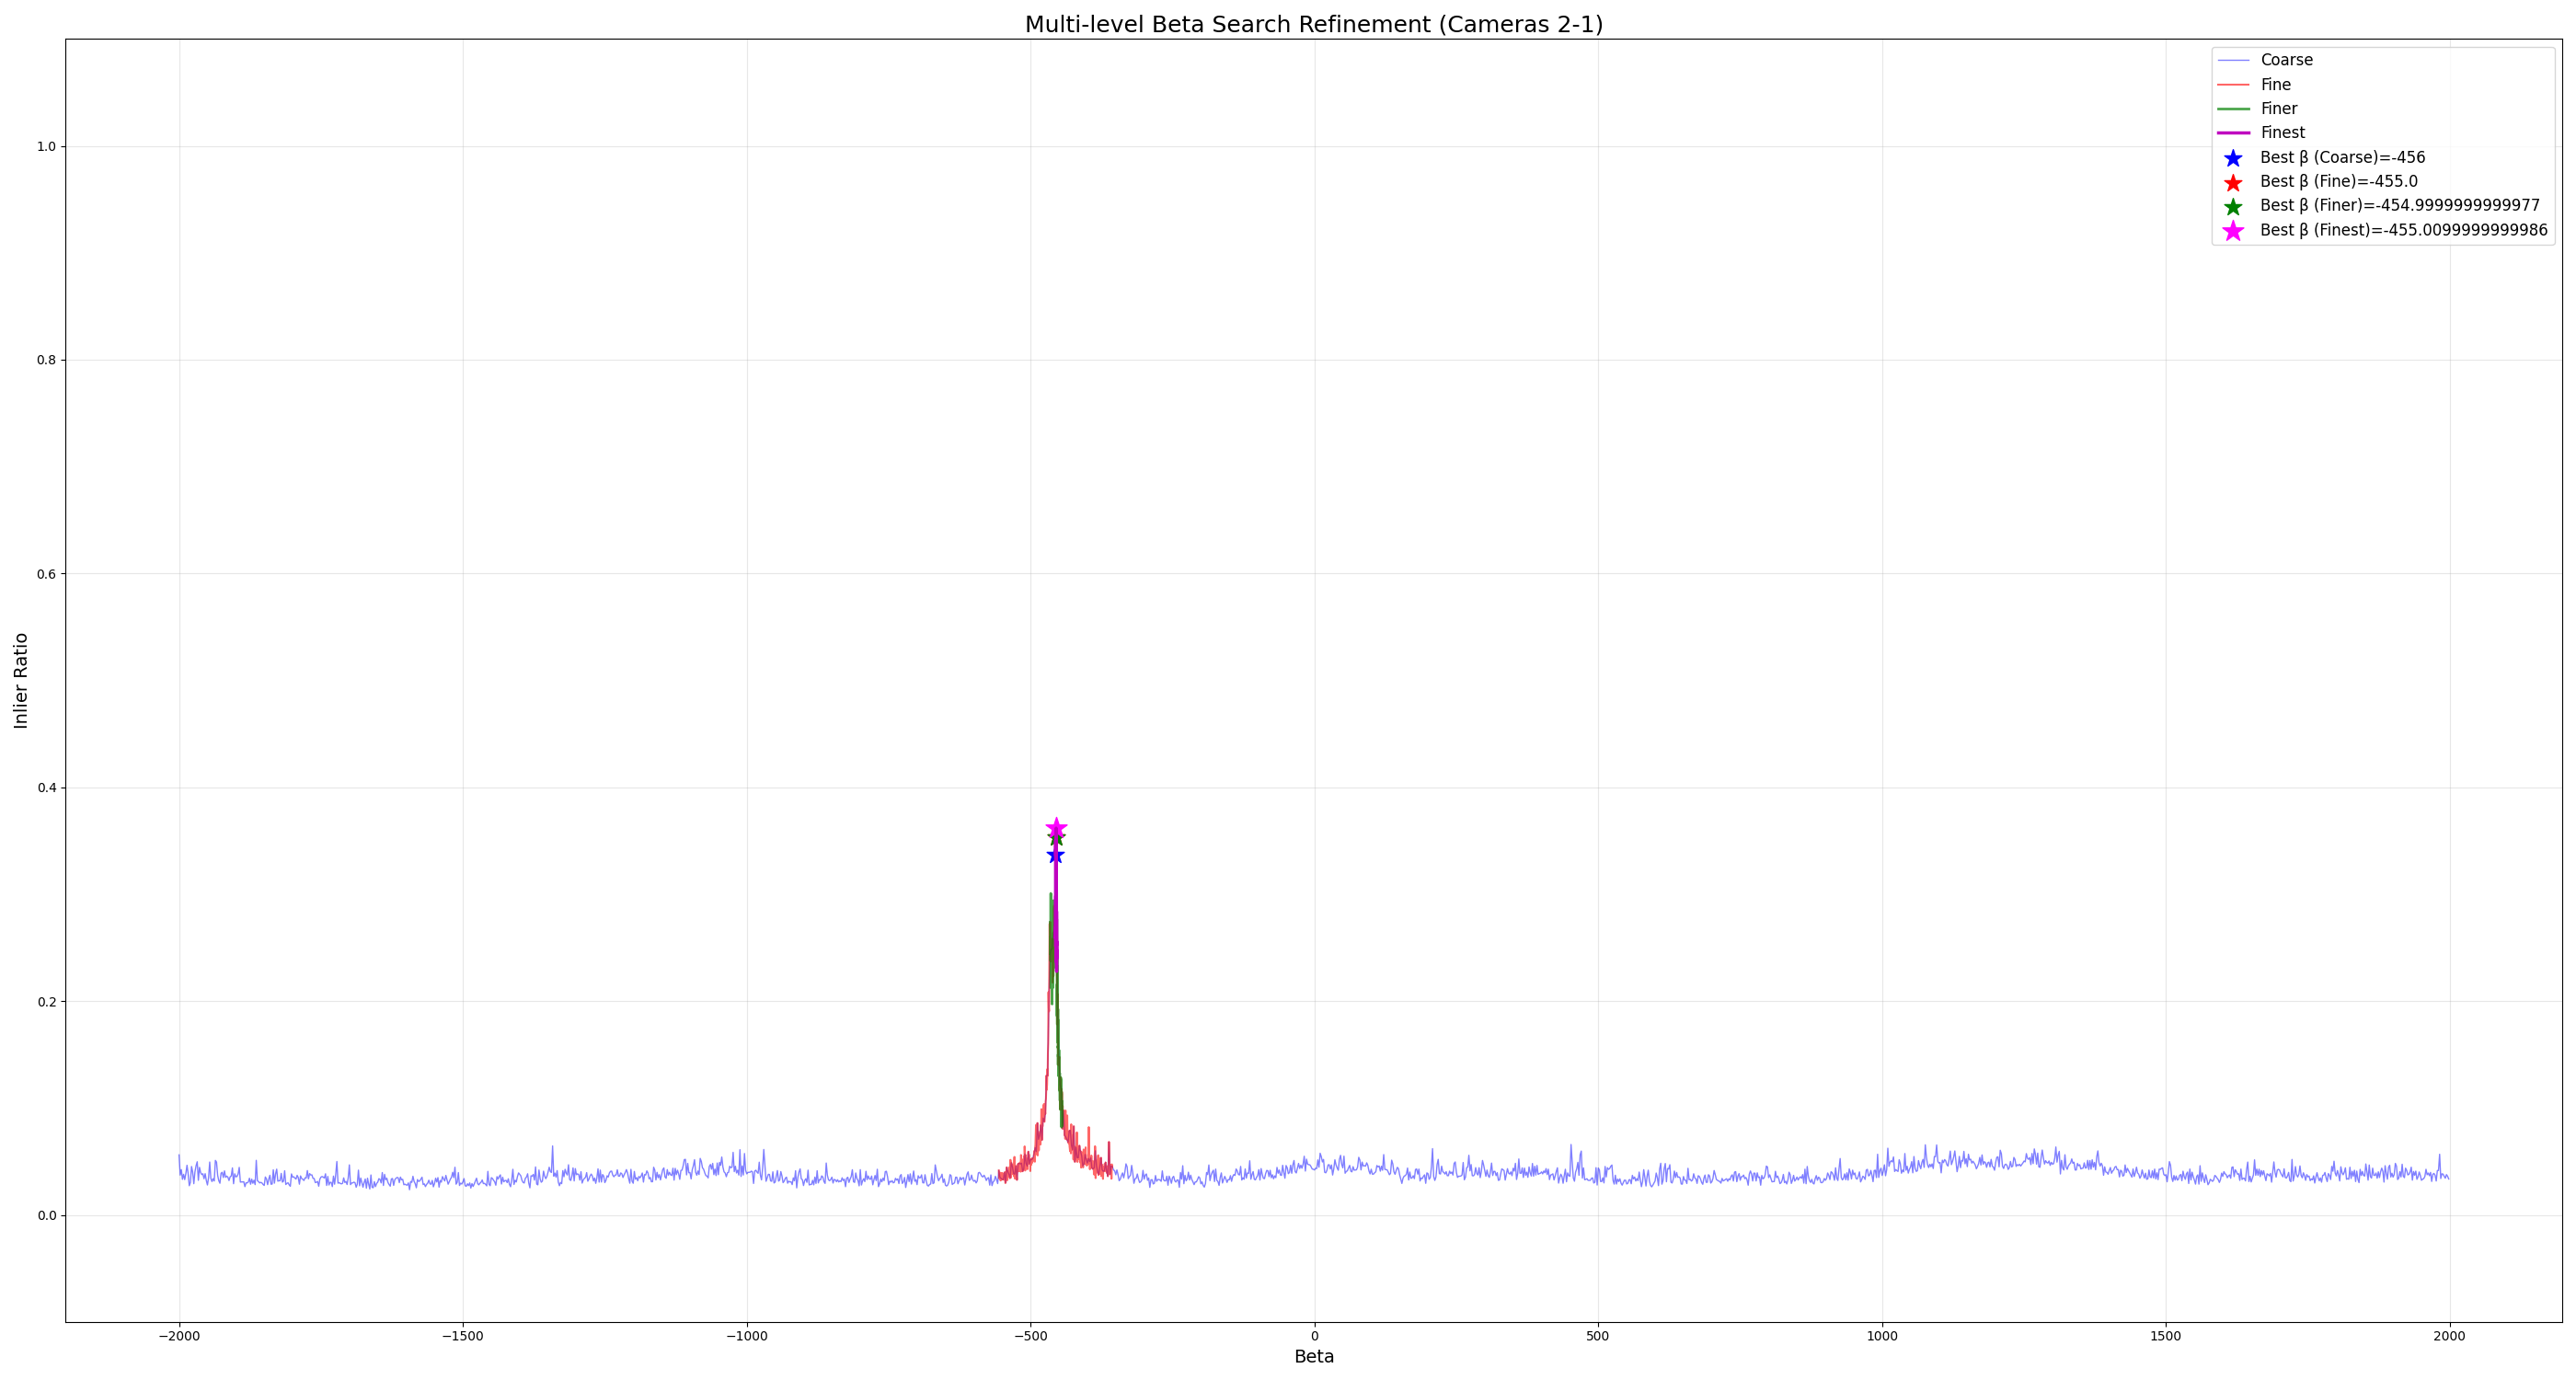 Multi-level Beta Search Refinement (Cameras 2-1)
Coarse
Fine
Finer
Finest
Best β (Coarse)=-456
Best β (Fine)=-455.0
Best β (Finer)=-454.9999999999977
Best β (Finest)=-455.0099999999986
1.0
0.8
0.6
0.4
0.2
0.0
Inlier Ratio
−2000 −1500 −1000 −500 0 500 1000 1500 2000
Beta